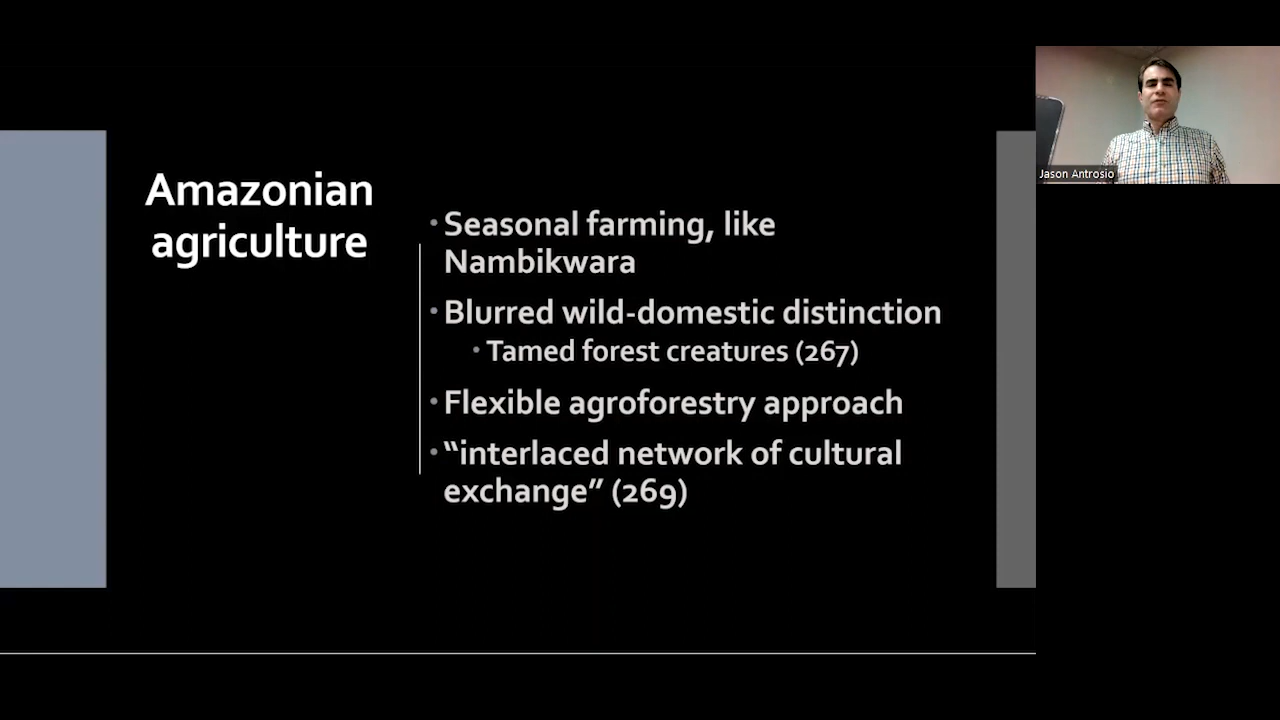 Amazonian
agriculture
• Seasonal farming, like
Nambikwara
• Blurred wild-domestic distinction
• Tamed forest creatures (267)
• Flexible agroforestry approach
• “interlaced network of cultural
exchange” (269)
Jason Antrosio